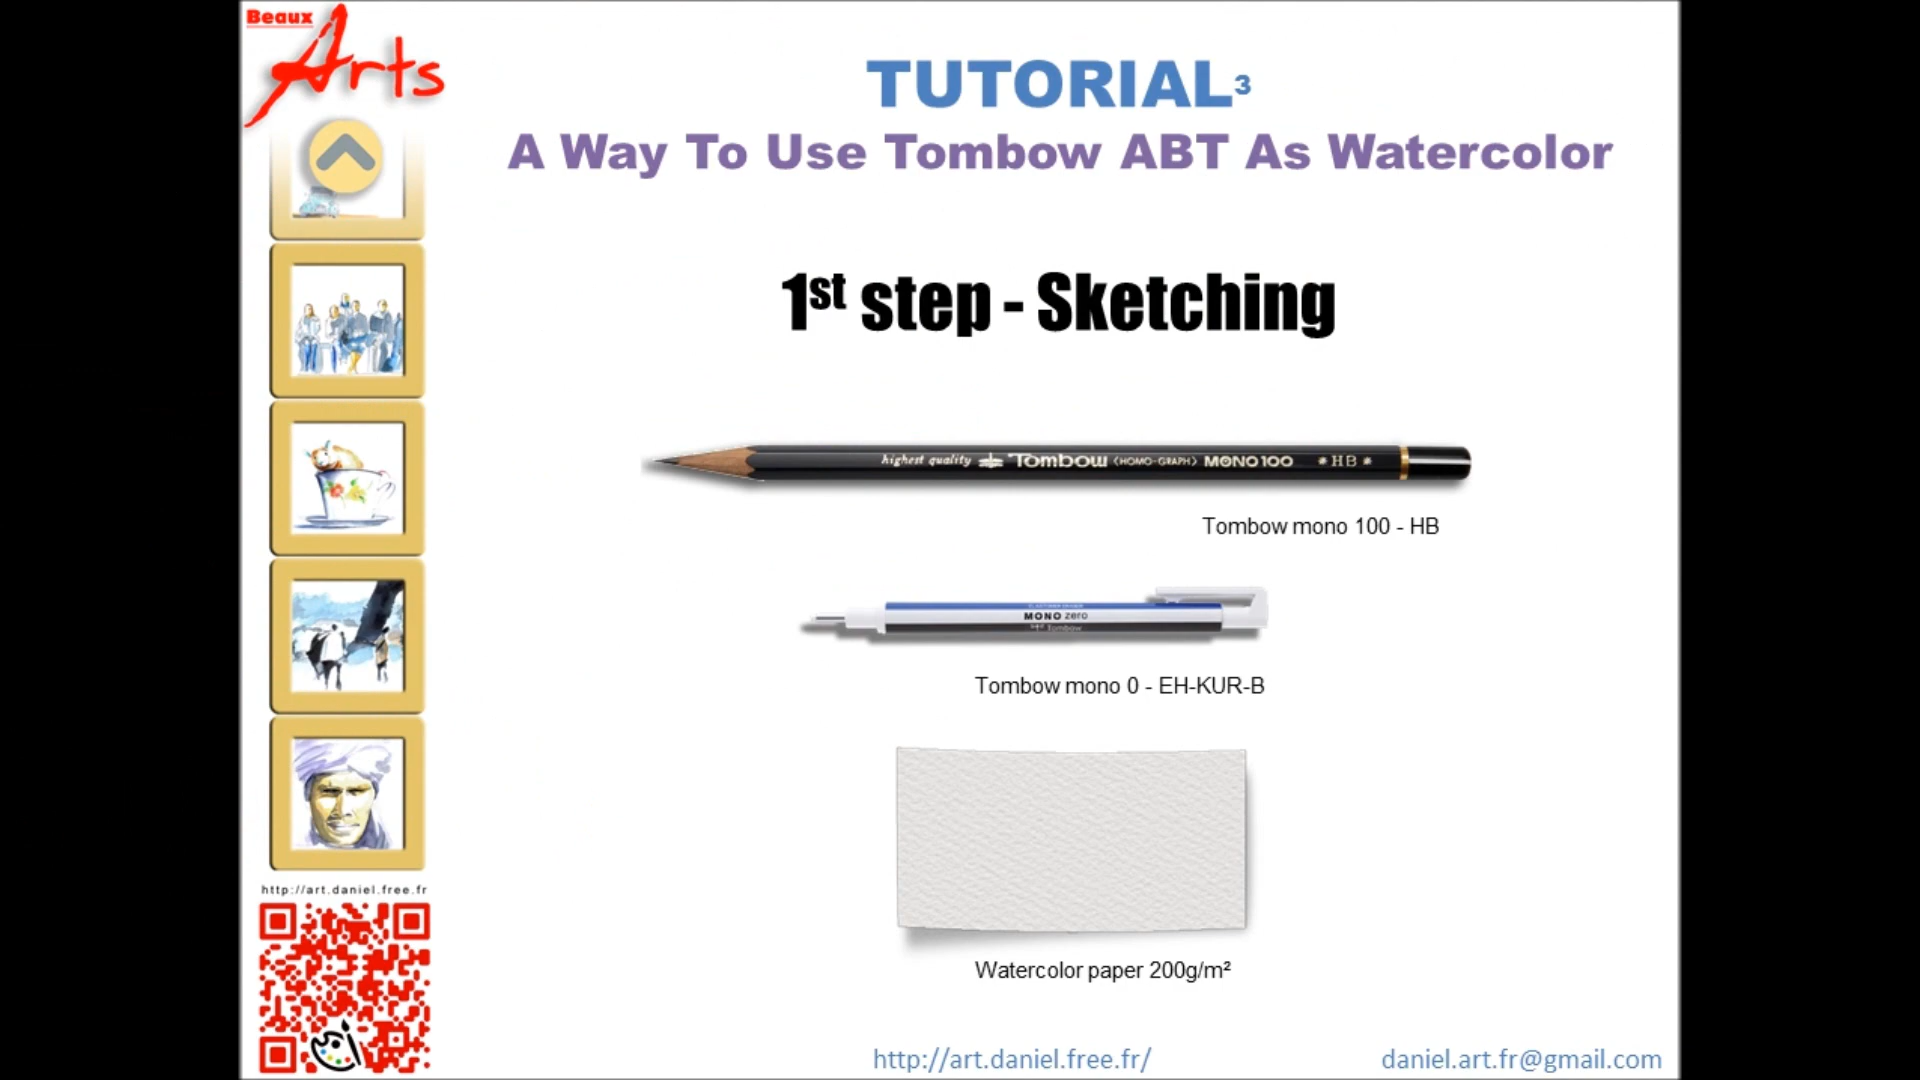 Beaux
Arts
TUTORIAL³
A Way To Use Tombow ABT As Watercolor
1st step - Sketching
highest quality Tombow <HOMO-GRAPH> MONO 100 *HB*
Tombow mono 100 - HB
MONO zero
Tombow
Tombow mono 0 - EH-KUR-B
Watercolor paper 200g/m²
http://art.daniel.free.fr
http://art.daniel.free.fr/
daniel.art.fr@gmail.com